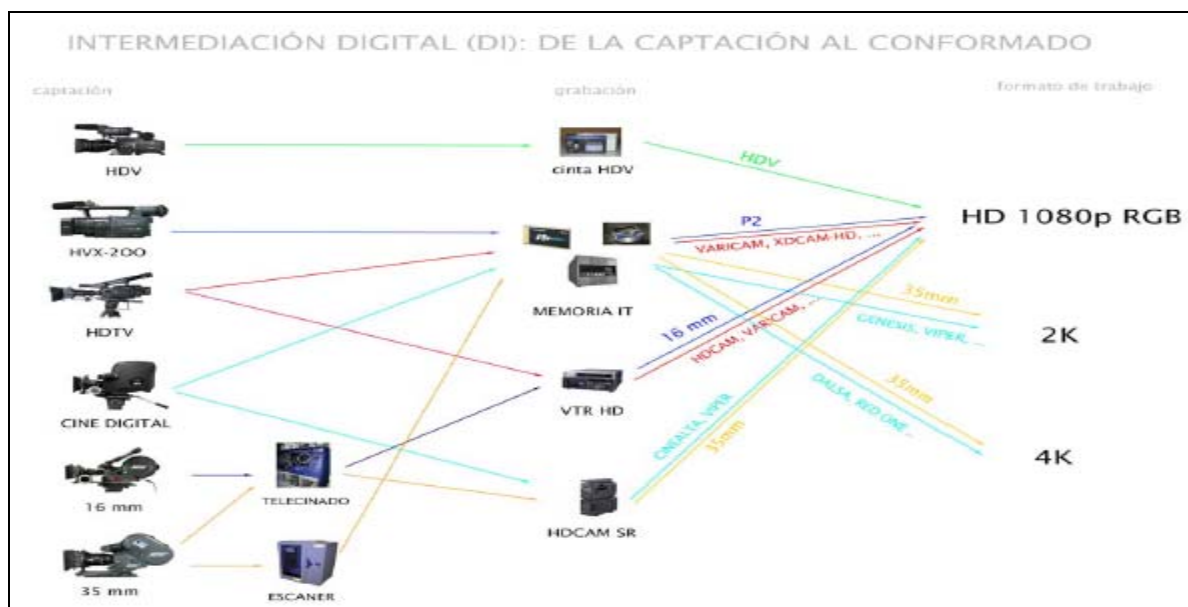 INTERMEDIACIÓN DIGITAL (DI): DE LA CAPTACIÓN AL CONFORMADO
captación
grabación
formato de trabajo
HDV
cinta HDV
HDV
HD 1080p RGB
HVX-200
P2
VARICAM, XDCAM-HD, ...
HDTV
MEMORIA IT
35mm
GENESIS, VIPER, ...
2K
16 mm
HDCAM, VARICAM, ...
CINE DIGITAL
VTR HD
35mm
DALSA, RED ONE...
4K
CINEALTA, VIPER
35mm
16 mm
TELECINADO
HDCAM SR
35 mm
ESCANER